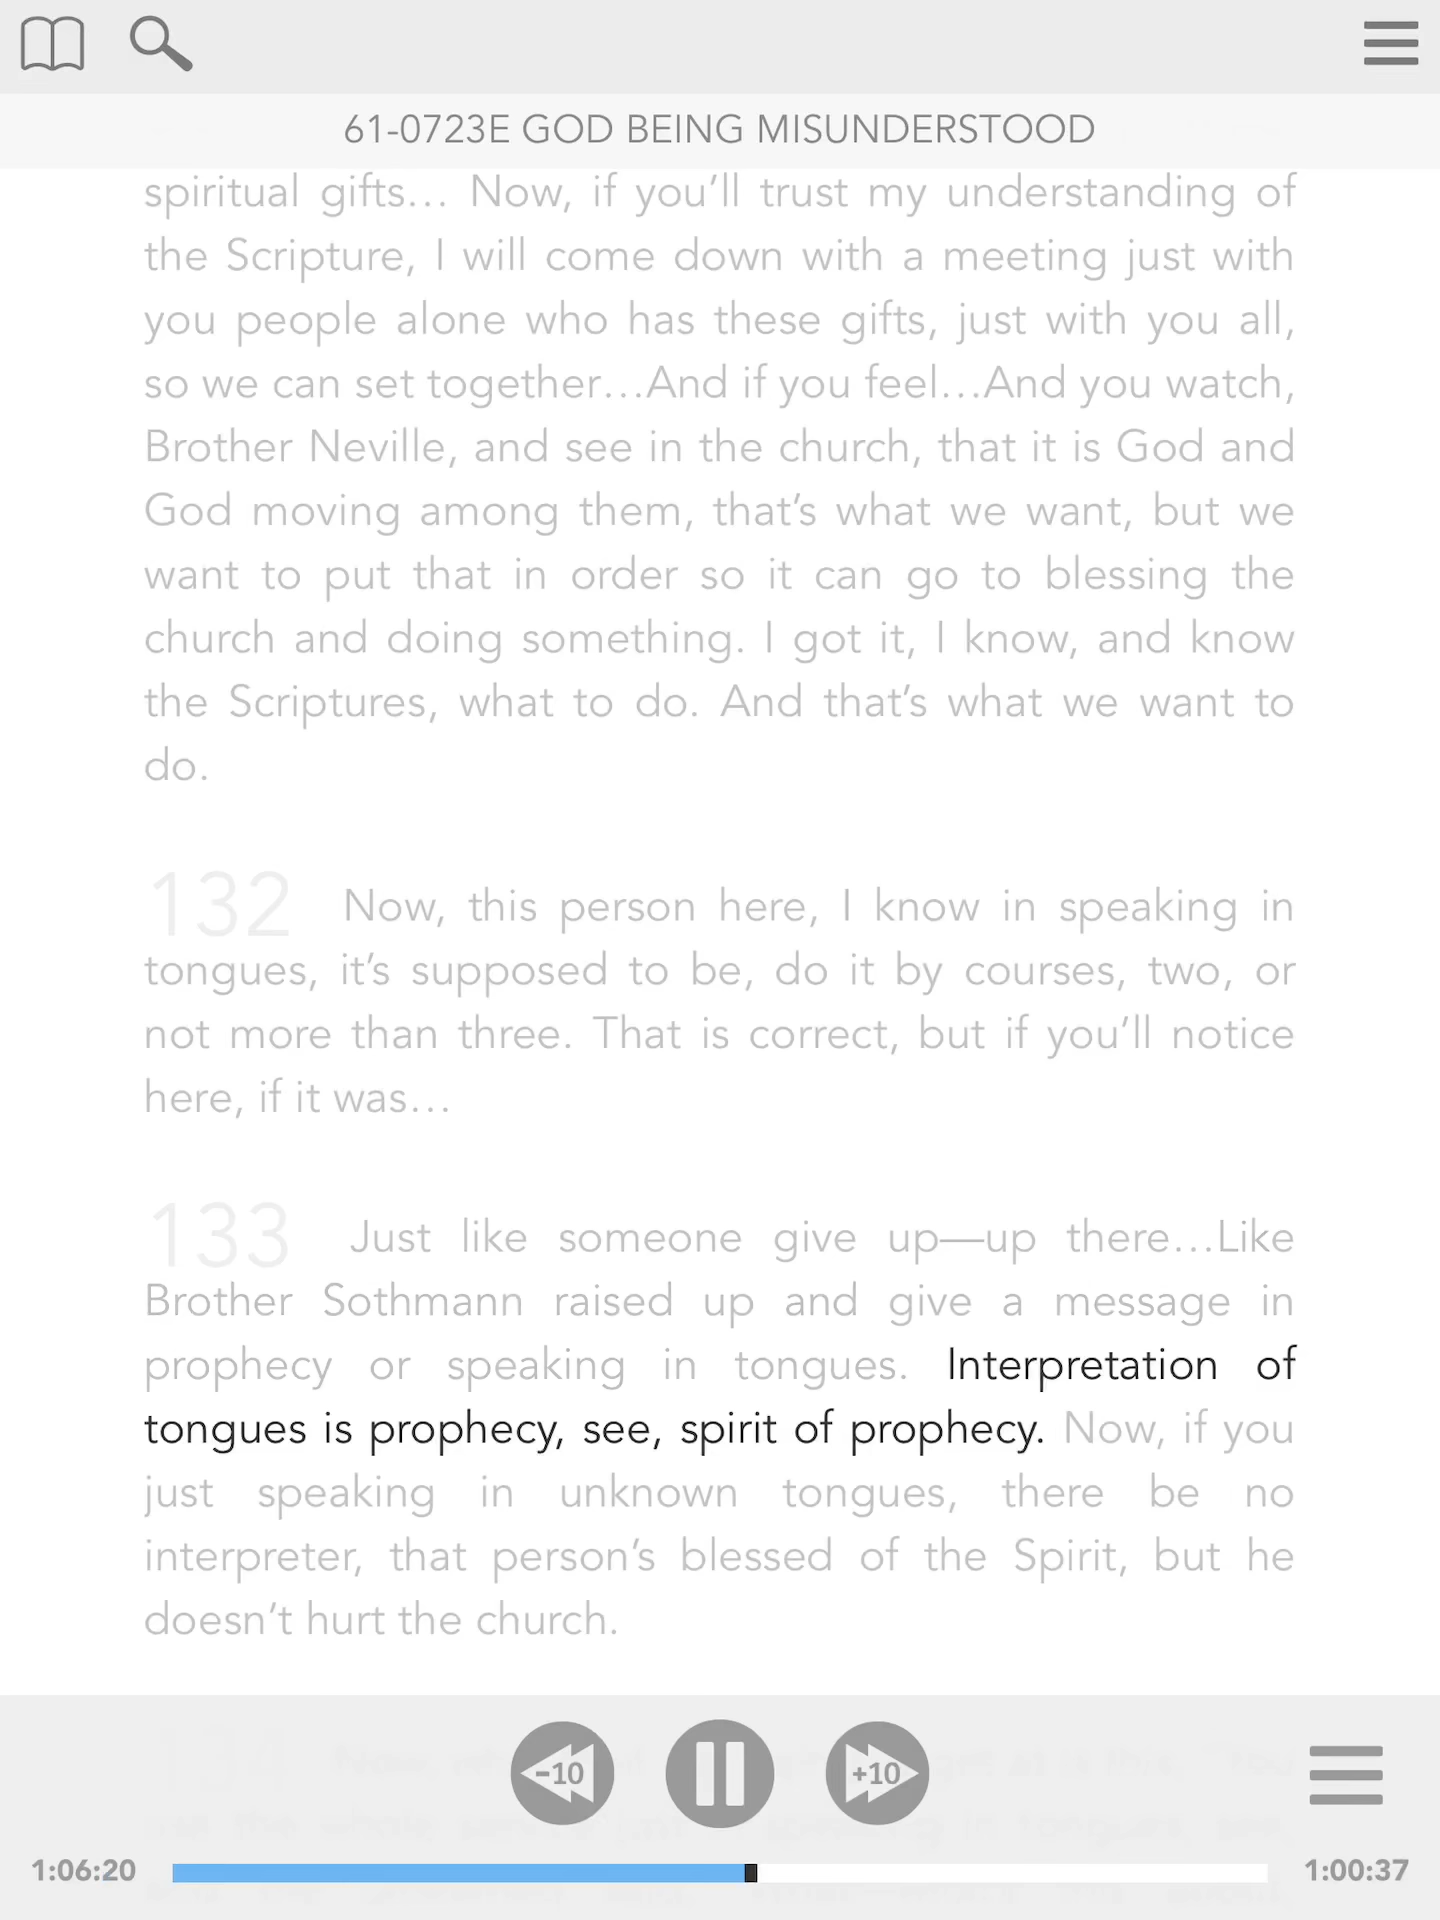 61-0723E GOD BEING MISUNDERSTOOD
spiritual gifts… Now, if you’ll trust my understanding of
the Scripture, I will come down with a meeting just with
you people alone who has these gifts, just with you all,
so we can set together…And if you feel…And you watch,
Brother Neville, and see in the church, that it is God and
God moving among them, that’s what we want, but we
want to put that in order so it can go to blessing the
church and doing something. I got it, I know, and know
the Scriptures, what to do. And that’s what we want to
do.
132 Now, this person here, I know in speaking in
tongues, it’s supposed to be, do it by courses, two, or
not more than three. That is correct, but if you’ll notice
here, if it was…
133 Just like someone give up—up there…Like
Brother Sothmann raised up and give a message in
prophecy or speaking in tongues. Interpretation of
tongues is prophecy, see, spirit of prophecy. Now, if you
just speaking in unknown tongues, there be no
interpreter, that person’s blessed of the Spirit, but he
doesn’t hurt the church.
-10 +10
1:06:20 1:00:37